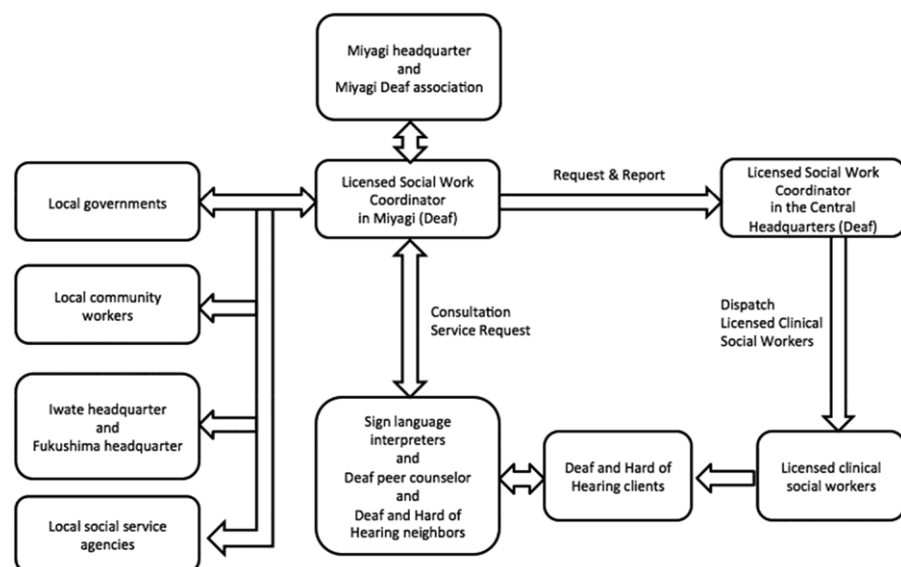 Miyagi headquarter
and
Miyagi Deaf association
Local governments
Licensed Social Work
Coordinator
in Miyagi (Deaf)
Request & Report
Licensed Social Work
Coordinator
in the Central
Headquarters (Deaf)
Local community
workers
Consultation
Service Request
Dispatch
Licensed Clinical
Social Workers
Iwate headquarter
and
Fukushima headquarter
Sign language
interpreters
and
Deaf peer counselor
and
Deaf and Hard of
Hearing neighbors
Deaf and Hard of
Hearing clients
Licensed clinical
social workers
Local social service
agencies